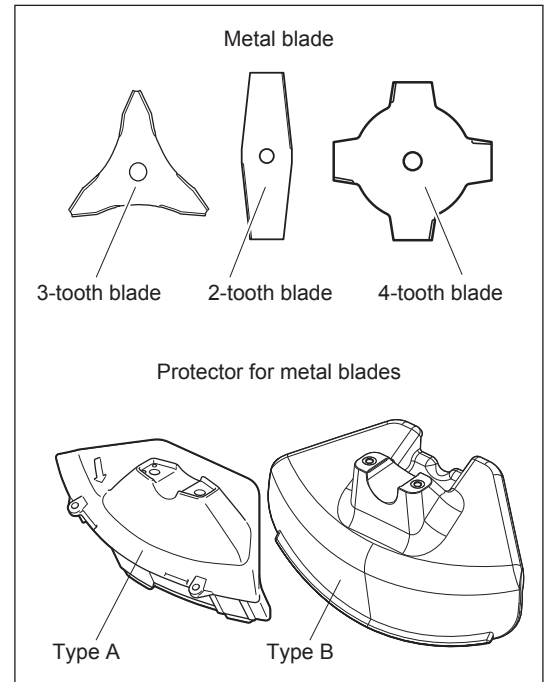 Metal blade
3-tooth blade
2-tooth blade
4-tooth blade
Protector for metal blades
Type A
Type B